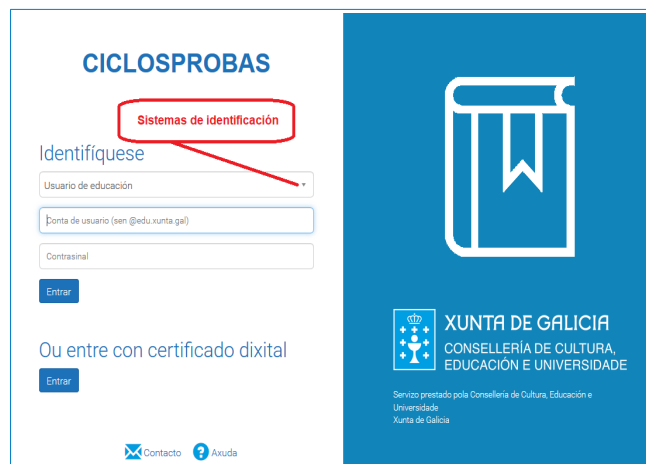 CICLOSPROBAS
Sistemas de identificación
Identifíquese
Usuario de educación
Conta de usuario (sen @edu.xunta.gal)
Contrasinal
Entrar
Ou entre con certificado dixital
Entrar
Contacto
? Axuda
XUNTA DE GALICIA
CONSELLERÍA DE CULTURA,
EDUCACIÓN E UNIVERSIDADE
Servizo prestado pola Consellería de Cultura, Educación e
Universidade
Xunta de Galicia